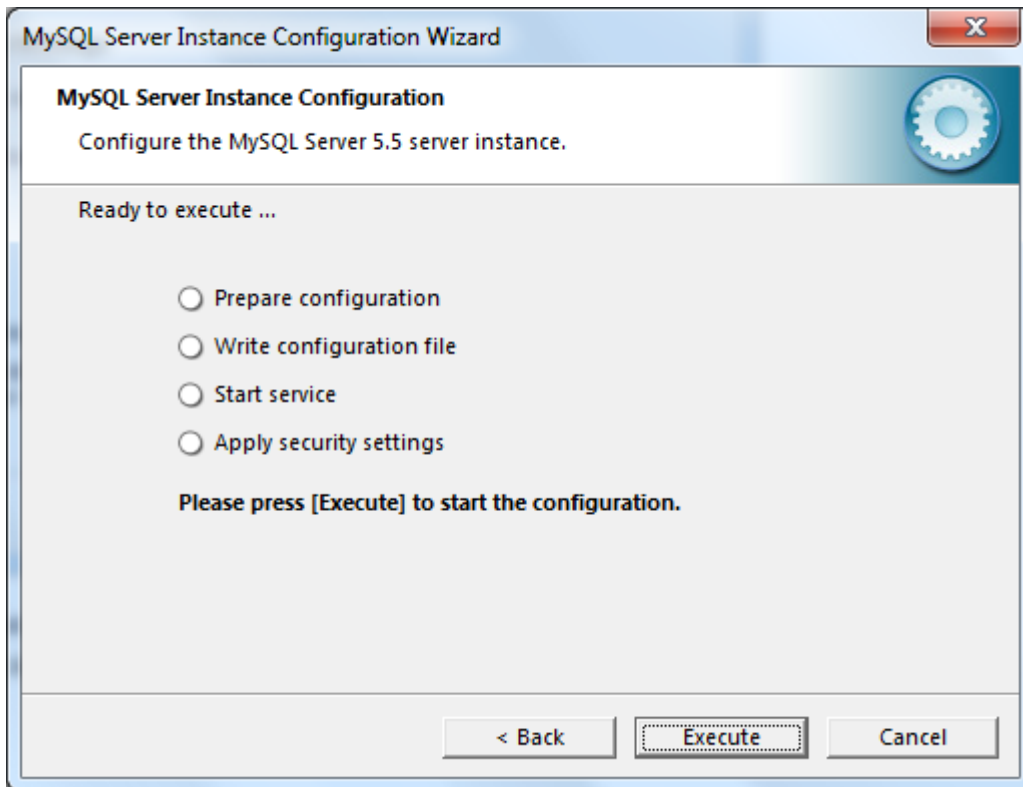 MySQL Server Instance Configuration Wizard
MySQL Server Instance Configuration
Configure the MySQL Server 5.5 server instance.
Ready to execute ...
Prepare configuration
Write configuration file
Start service
Apply security settings
Please press [Execute] to start the configuration.
< Back Execute Cancel